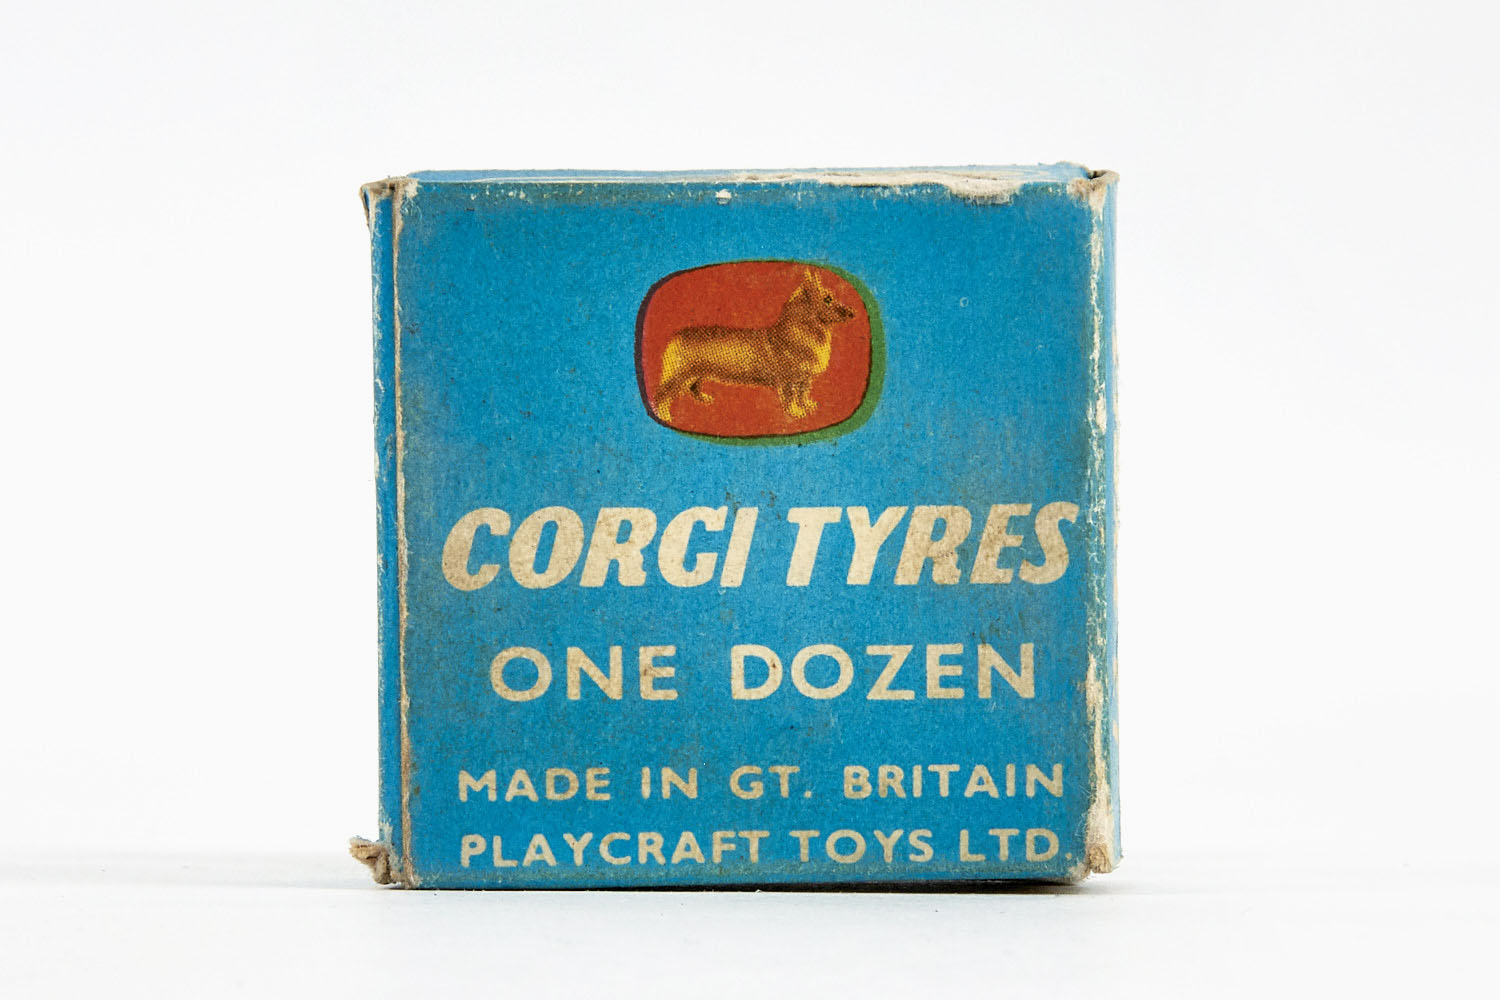 CORGI TYRES
ONE DOZEN
MADE IN GT. BRITAIN
PLAYCRAFT TOYS LTD.